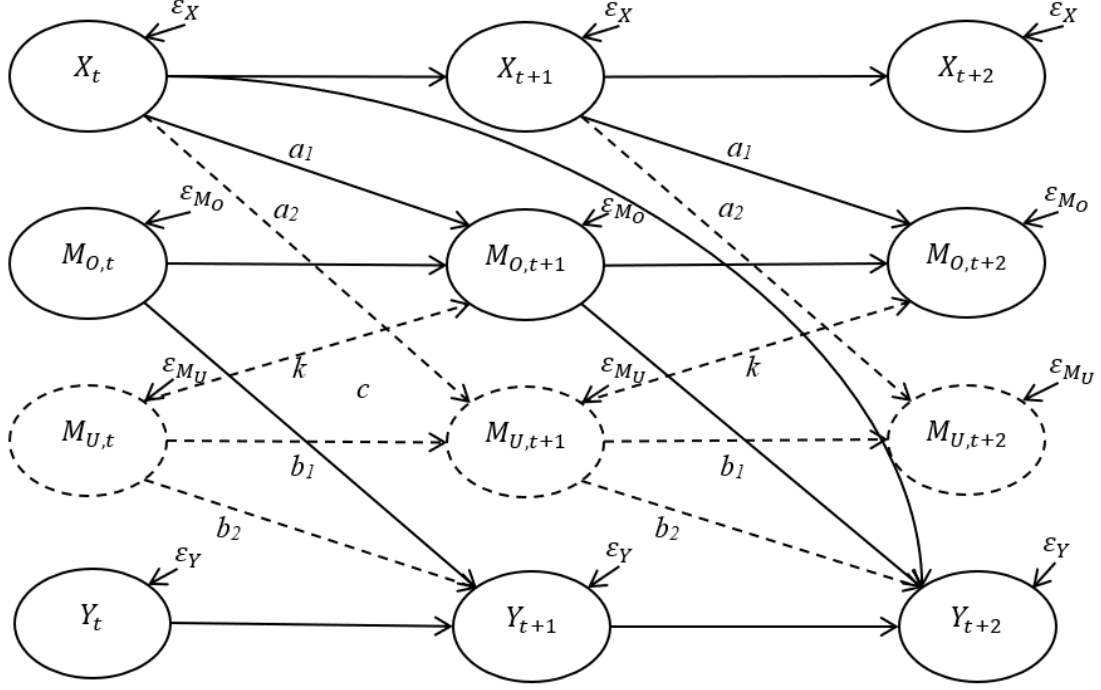 ε_X ε_X ε_X
X_t X_{t+1} X_{t+2}
a_1 a_1
ε_{M_O} a_2 ε_{M_O} a_2 ε_{M_O}
M_{O,t} M_{O,t+1} M_{O,t+2}
ε_{M_U} k c ε_{M_U} k ε_{M_U}
M_{U,t} M_{U,t+1} M_{U,t+2}
b_1 b_1
b_2 b_2
ε_Y ε_Y ε_Y
Y_t Y_{t+1} Y_{t+2}